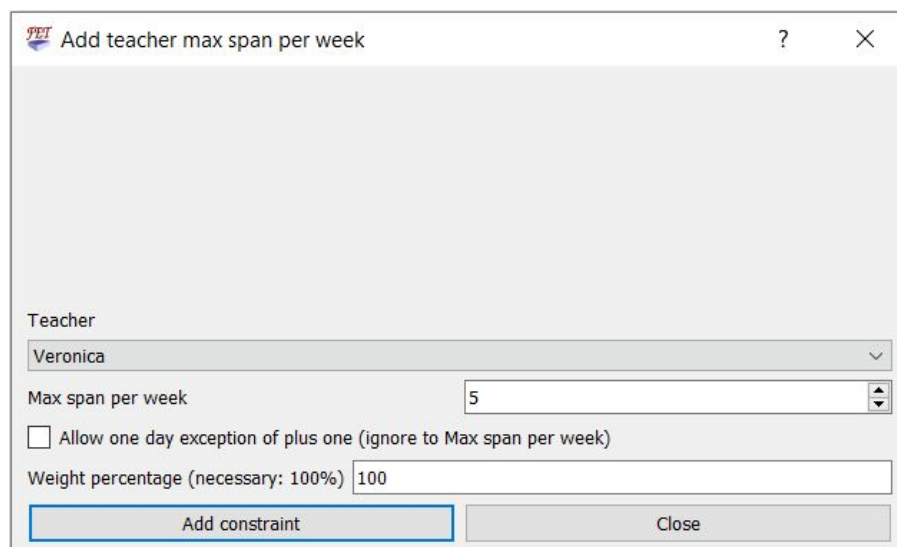 PET Add teacher max span per week ?
Teacher
Veronica
Max span per week 5
Allow one day exception of plus one (ignore to Max span per week)
Weight percentage (necessary: 100%) 100
Add constraint Close